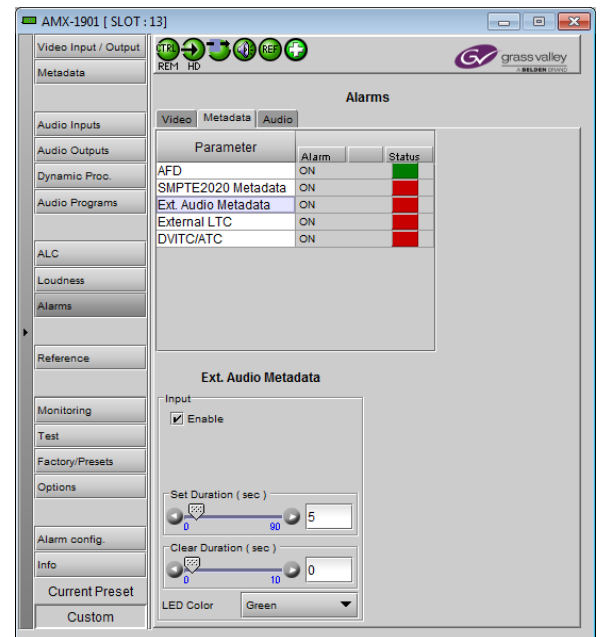 AMX-1901 [ SLOT : 13]
Video Input / Output
Metadata
Audio Inputs
Audio Outputs
Dynamic Proc.
Audio Programs
ALC
Loudness
Alarms
Reference
Monitoring
Test
Factory/Presets
Options
Alarm config.
Info
Current Preset
Custom
CTRL
REF
REM HD
GV grass valley
A BELDEN BRAND
Alarms
Video Metadata Audio
Parameter Alarm Status
AFD ON
SMPTE2020 Metadata ON
Ext. Audio Metadata ON
External LTC ON
DVITC/ATC ON
Ext. Audio Metadata
Input
Enable
Set Duration ( sec )
0 90 5
Clear Duration ( sec )
0 10 0
LED Color Green